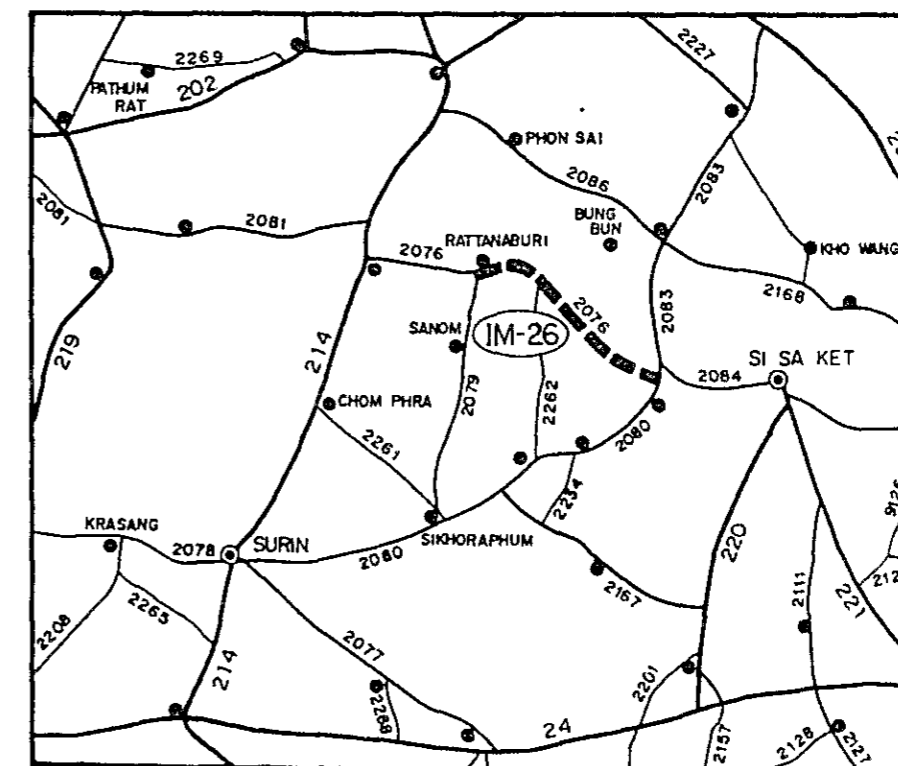 2269
2227
PATHUM
RAT
202
PHON SAI
2086
2083
2081
2081
BUNG
BUN
RATTANABURI
2076
KHO WANG
2168
2076
2083
219
214
SANOM
IM-26
SI SA KET
2084
CHOM PHRA
2079
2262
2261
2080
2234
KRASANG
2078
SURIN
2080
SIKHORAPHUM
220
2167
2111
221
2208
2265
2077
214
2201
24
2157
2128
2127